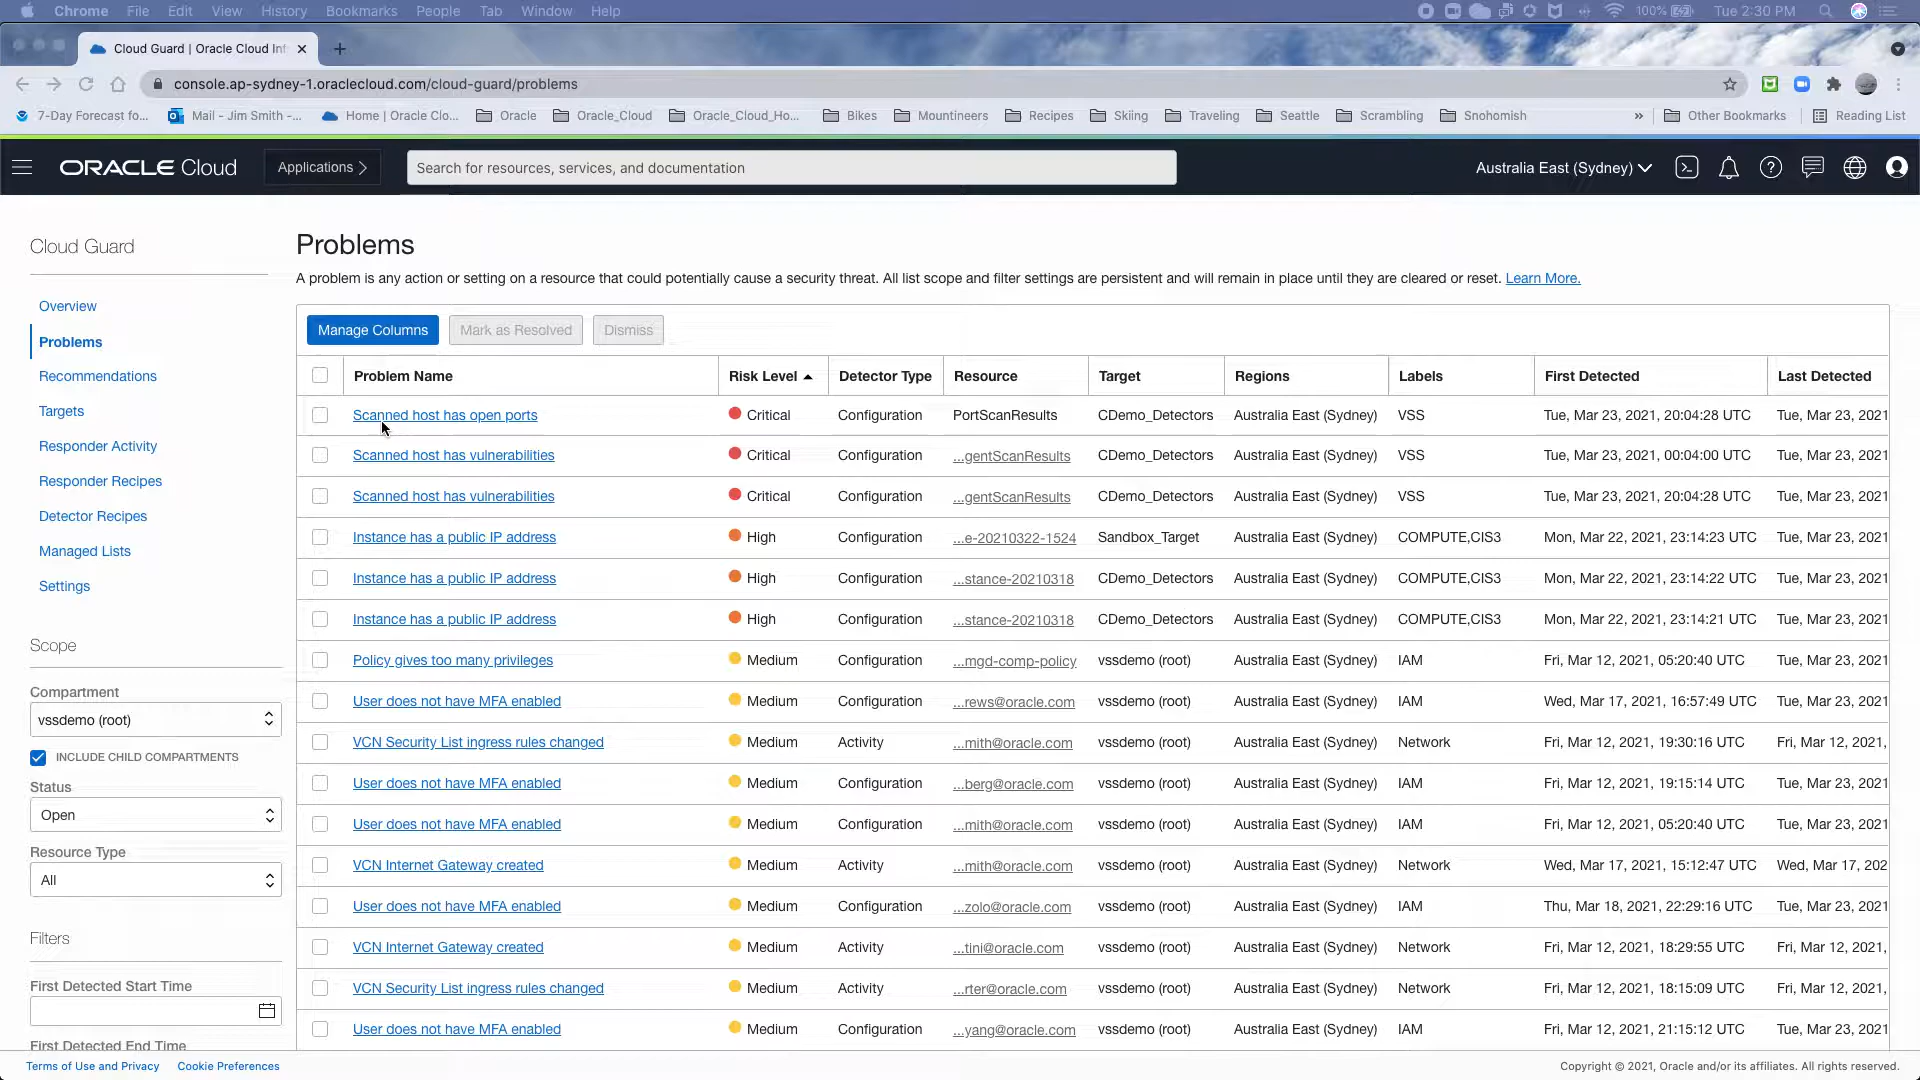 Chrome File Edit View History Bookmarks People Tab Window Help 100% Tue 2:30 PM
Cloud Guard | Oracle Cloud Inf
console.ap-sydney-1.oraclecloud.com/cloud-guard/problems
7-Day Forecast fo... Mail - Jim Smith -... Home | Oracle Clo... Oracle Oracle_Cloud Oracle_Cloud_Ho... Bikes Mountineers Recipes Skiing Traveling Seattle Scrambling Snohomish » Other Bookmarks Reading List
ORACLE Cloud Applications Search for resources, services, and documentation Australia East (Sydney)
Cloud Guard
Overview
Problems
Recommendations
Targets
Responder Activity
Responder Recipes
Detector Recipes
Managed Lists
Settings
Scope
Compartment
vssdemo (root)
INCLUDE CHILD COMPARTMENTS
Status
Open
Resource Type
All
Filters
First Detected Start Time
First Detected End Time
Problems
A problem is any action or setting on a resource that could potentially cause a security threat. All list scope and filter settings are persistent and will remain in place until they are cleared or reset. Learn More.
Manage Columns Mark as Resolved Dismiss
Problem Name Risk Level Detector Type Resource Target Regions Labels First Detected Last Detected
Scanned host has open ports Critical Configuration PortScanResults CDemo_Detectors Australia East (Sydney) VSS Tue, Mar 23, 2021, 20:04:28 UTC Tue, Mar 23, 2021
Scanned host has vulnerabilities Critical Configuration ...gentScanResults CDemo_Detectors Australia East (Sydney) VSS Tue, Mar 23, 2021, 00:04:00 UTC Tue, Mar 23, 2021
Scanned host has vulnerabilities Critical Configuration ...gentScanResults CDemo_Detectors Australia East (Sydney) VSS Tue, Mar 23, 2021, 20:04:28 UTC Tue, Mar 23, 2021
Instance has a public IP address High Configuration ...e-20210322-1524 Sandbox_Target Australia East (Sydney) COMPUTE,CIS3 Mon, Mar 22, 2021, 23:14:23 UTC Tue, Mar 23, 2021
Instance has a public IP address High Configuration ...stance-20210318 CDemo_Detectors Australia East (Sydney) COMPUTE,CIS3 Mon, Mar 22, 2021, 23:14:22 UTC Tue, Mar 23, 2021
Instance has a public IP address High Configuration ...stance-20210318 CDemo_Detectors Australia East (Sydney) COMPUTE,CIS3 Mon, Mar 22, 2021, 23:14:21 UTC Tue, Mar 23, 2021
Policy gives too many privileges Medium Configuration ...mgd-comp-policy vssdemo (root) Australia East (Sydney) IAM Fri, Mar 12, 2021, 05:20:40 UTC Tue, Mar 23, 2021
User does not have MFA enabled Medium Configuration ...rews@oracle.com vssdemo (root) Australia East (Sydney) IAM Wed, Mar 17, 2021, 16:57:49 UTC Tue, Mar 23, 2021
VCN Security List ingress rules changed Medium Activity ...mith@oracle.com vssdemo (root) Australia East (Sydney) Network Fri, Mar 12, 2021, 19:30:16 UTC Fri, Mar 12, 2021,
User does not have MFA enabled Medium Configuration ...berg@oracle.com vssdemo (root) Australia East (Sydney) IAM Fri, Mar 12, 2021, 19:15:14 UTC Tue, Mar 23, 2021
User does not have MFA enabled Medium Configuration ...mith@oracle.com vssdemo (root) Australia East (Sydney) IAM Fri, Mar 12, 2021, 05:20:40 UTC Tue, Mar 23, 2021
VCN Internet Gateway created Medium Activity ...mith@oracle.com vssdemo (root) Australia East (Sydney) Network Wed, Mar 17, 2021, 15:12:47 UTC Wed, Mar 17, 202
User does not have MFA enabled Medium Configuration ...zolo@oracle.com vssdemo (root) Australia East (Sydney) IAM Thu, Mar 18, 2021, 22:29:16 UTC Tue, Mar 23, 2021
VCN Internet Gateway created Medium Activity ...tini@oracle.com vssdemo (root) Australia East (Sydney) Network Fri, Mar 12, 2021, 18:29:55 UTC Fri, Mar 12, 2021,
VCN Security List ingress rules changed Medium Activity ...rter@oracle.com vssdemo (root) Australia East (Sydney) Network Fri, Mar 12, 2021, 18:15:09 UTC Fri, Mar 12, 2021,
User does not have MFA enabled Medium Configuration ...yang@oracle.com vssdemo (root) Australia East (Sydney) IAM Fri, Mar 12, 2021, 21:15:12 UTC Tue, Mar 23, 2021
Terms of Use and Privacy Cookie Preferences Copyright © 2021, Oracle and/or its affiliates. All rights reserved.